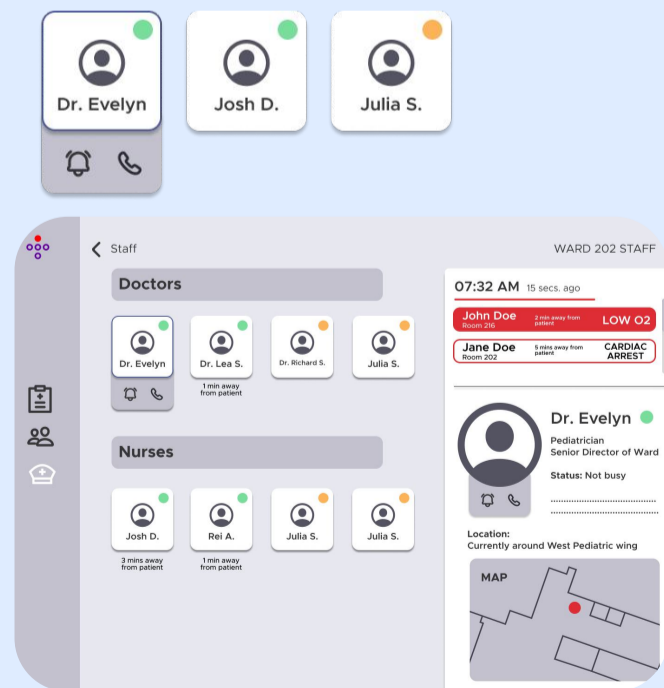 Dr. Evelyn
Josh D.
Julia S.
Staff
WARD 202 STAFF
Doctors
Dr. Evelyn
Dr. Lea S.
Dr. Richard S.
Julia S.
1 min away
from patient
Nurses
Josh D.
Rei A.
Julia S.
Julia S.
3 mins away
from patient
1 min away
from patient
07:32 AM 15 secs. ago
John Doe
Room 216
2 min away from
patient
LOW O2
Jane Doe
Room 202
5 mins away from
patient
CARDIAC
ARREST
Dr. Evelyn
Pediatrician
Senior Director of Ward
Status: Not busy
Location:
Currently around West Pediatric wing
MAP